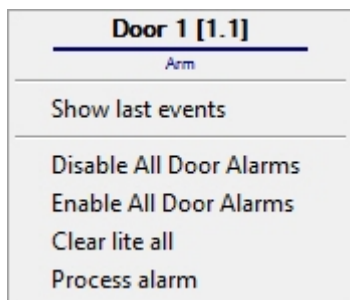 Door 1 [1.1]
Arm
Show last events
Disable All Door Alarms
Enable All Door Alarms
Clear lite all
Process alarm